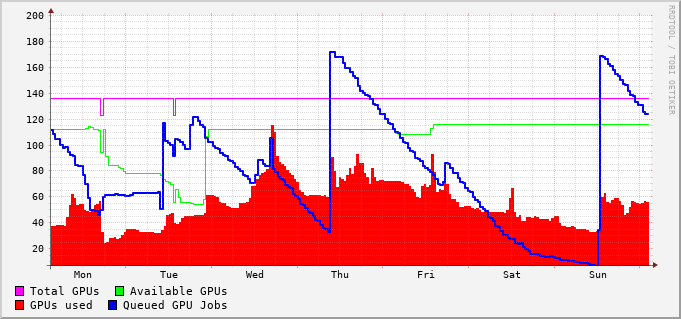 200
180
160
140
120
100
80
60
40
20
Mon Tue Wed Thu Fri Sat Sun
Total GPUs Available GPUs
GPUs used Queued GPU Jobs
RRDTOOL / TOBI OETIKER